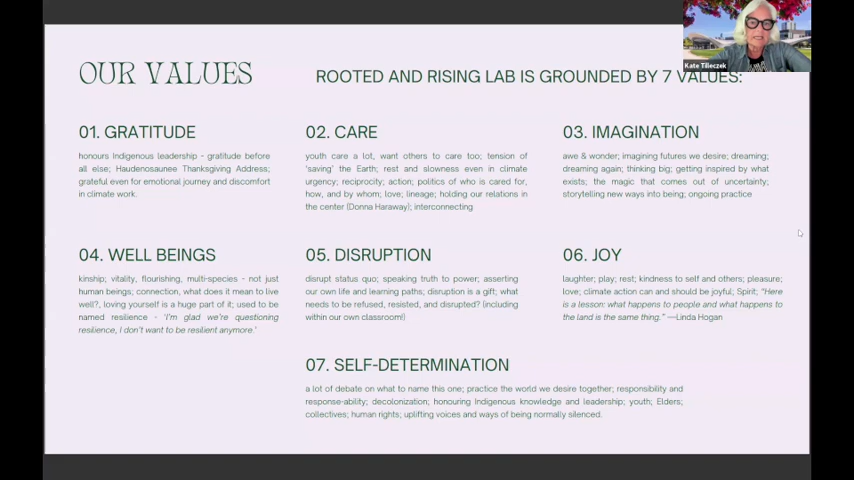 OUR VALUES
ROOTED AND RISING LAB IS GROUNDED BY 7 VALUES:
Kate Tilleczek
01. GRATITUDE
honours Indigenous leadership - gratitude before
all else; Haudenosaunee Thanksgiving Address;
grateful even for emotional journey and discomfort
in climate work.
02. CARE
youth care a lot, want others to care too; tension of
'saving' the Earth; rest and slowness even in climate
urgency; reciprocity; action; politics of who is cared for,
how, and by whom; love; lineage; holding our relations in
the center (Donna Haraway); interconnecting
03. IMAGINATION
awe & wonder; imagining futures we desire; dreaming;
dreaming again; thinking big; getting inspired by what
exists; the magic that comes out of uncertainty;
storytelling new ways into being; ongoing practice
04. WELL BEINGS
kinship; vitality, flourishing, multi-species - not just
human beings; connection, what does it mean to live
well?, loving yourself is a huge part of it; used to be
named resilience - 'I'm glad we're questioning
resilience, I don't want to be resilient anymore.'
05. DISRUPTION
disrupt status quo; speaking truth to power; asserting
our own life and learning paths; disruption is a gift; what
needs to be refused, resisted, and disrupted? (including
within our own classroom!)
06. JOY
laughter; play; rest; kindness to self and others; pleasure;
love; climate action can and should be joyful; Spirit; "Here
is a lesson: what happens to people and what happens to
the land is the same thing." —Linda Hogan
07. SELF-DETERMINATION
a lot of debate on what to name this one; practice the world we desire together; responsibility and
response-ability; decolonization; honouring Indigenous knowledge and leadership; youth; Elders;
collectives; human rights; uplifting voices and ways of being normally silenced.